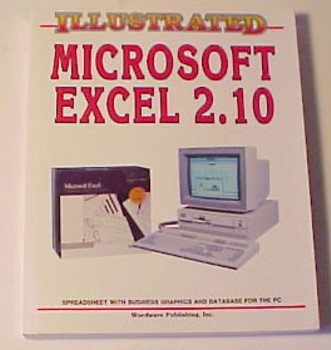 ILLUSTRATED
MICROSOFT
EXCEL 2.10
Microsoft Excel
SPREADSHEET WITH BUSINESS GRAPHICS AND DATABASE FOR THE PC
Wordware Publishing, Inc.